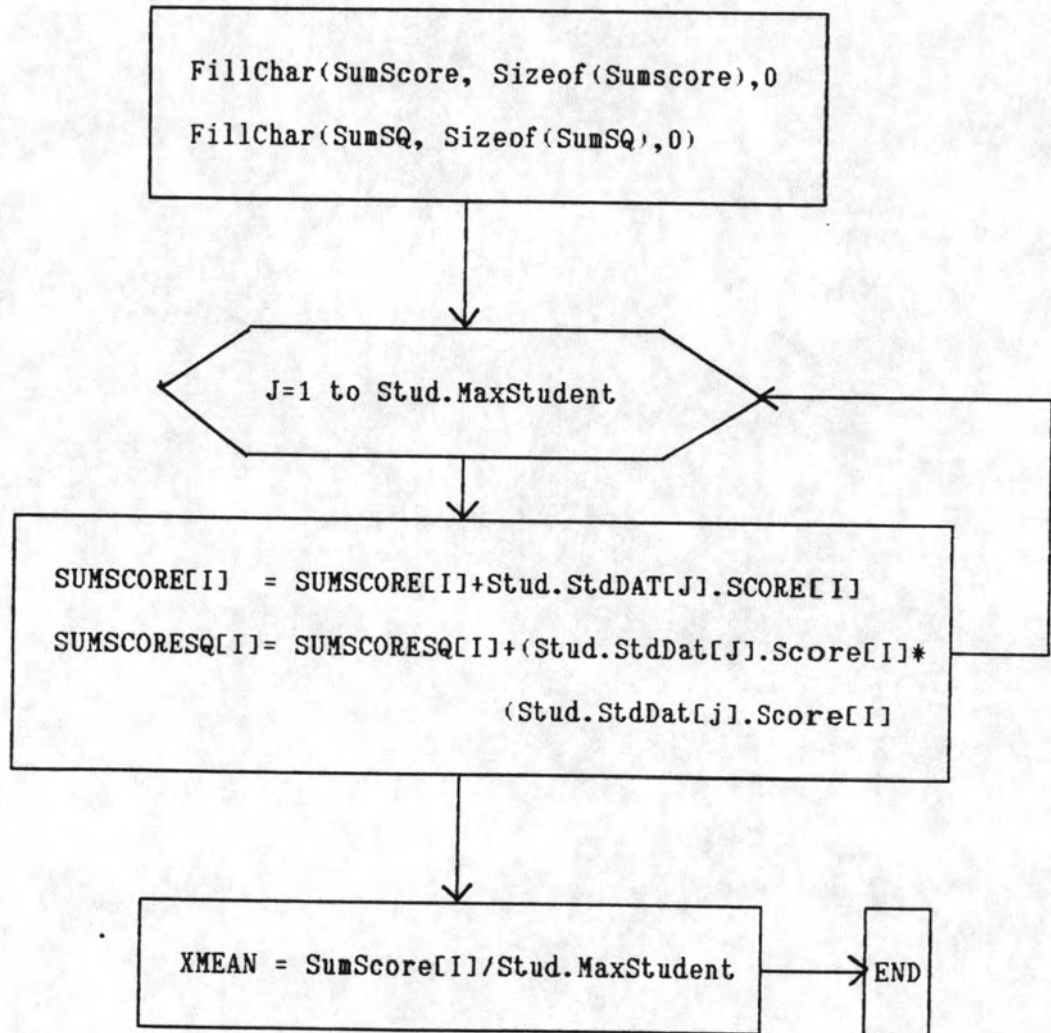 FillChar(SumScore, Sizeof(Sumscore),0
FillChar(SumSQ, Sizeof(SumSQ),0)
J=1 to Stud.MaxStudent
SUMSCORE[I] = SUMSCORE[I]+Stud.StdDAT[J].SCORE[I]
SUMSCORESQ[I]= SUMSCORESQ[I]+(Stud.StdDat[J].Score[I]*
(Stud.StdDat[j].Score[I]
XMEAN = SumScore[I]/Stud.MaxStudent
END